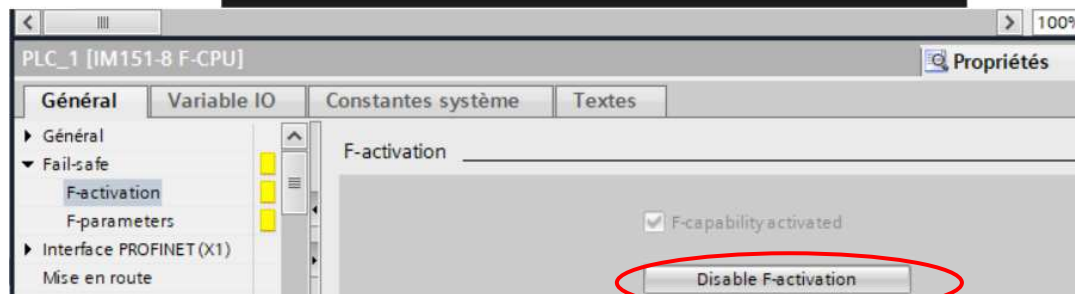 100%
PLC_1 [IM151-8 F-CPU]
Propriétés
Général Variable IO Constantes système Textes
Général
Fail-safe
F-activation
F-parameters
Interface PROFINET (X1)
Mise en route
F-activation
F-capability activated
Disable F-activation